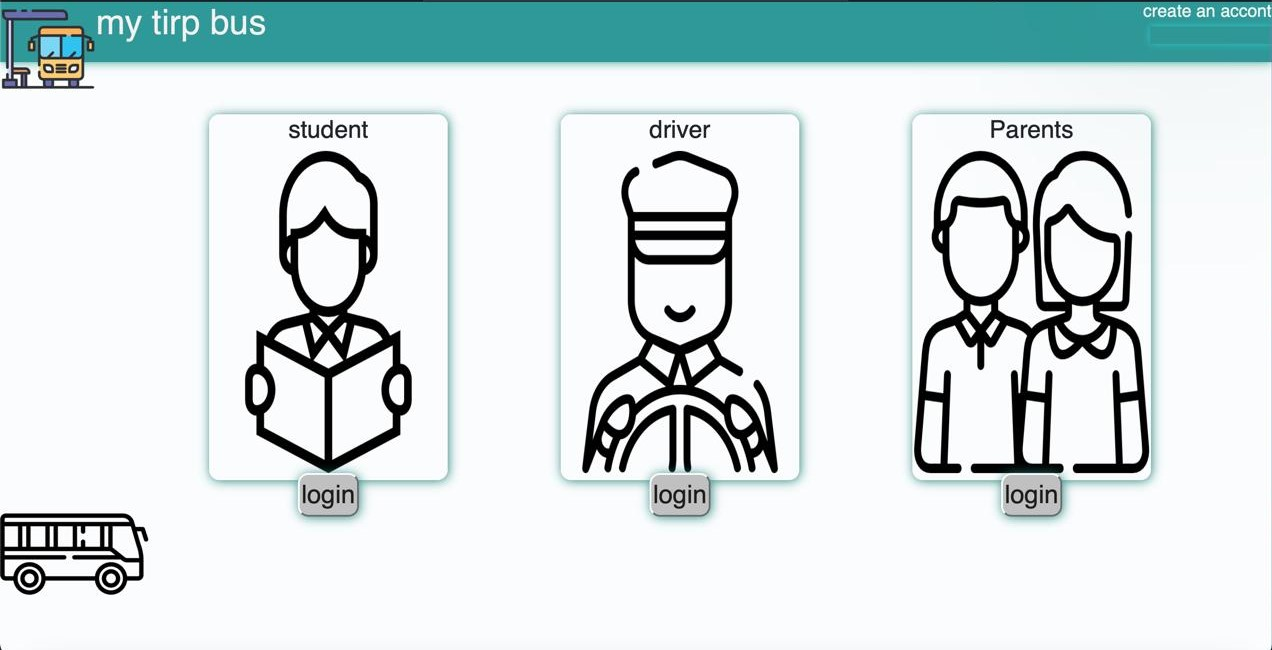 my tirp bus
create an accont
student
driver
Parents
login
login
login